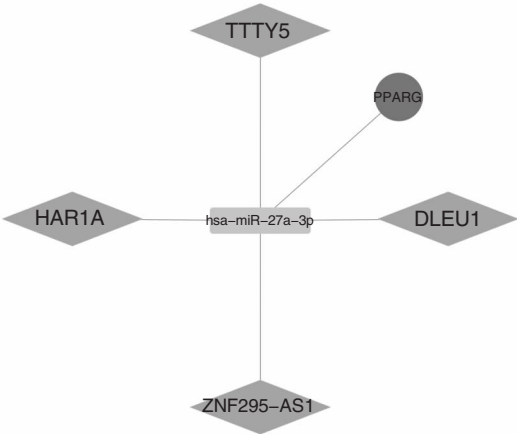 TTTY5
PPARG
HAR1A
hsa−miR−27a−3p
DLEU1
ZNF295−AS1